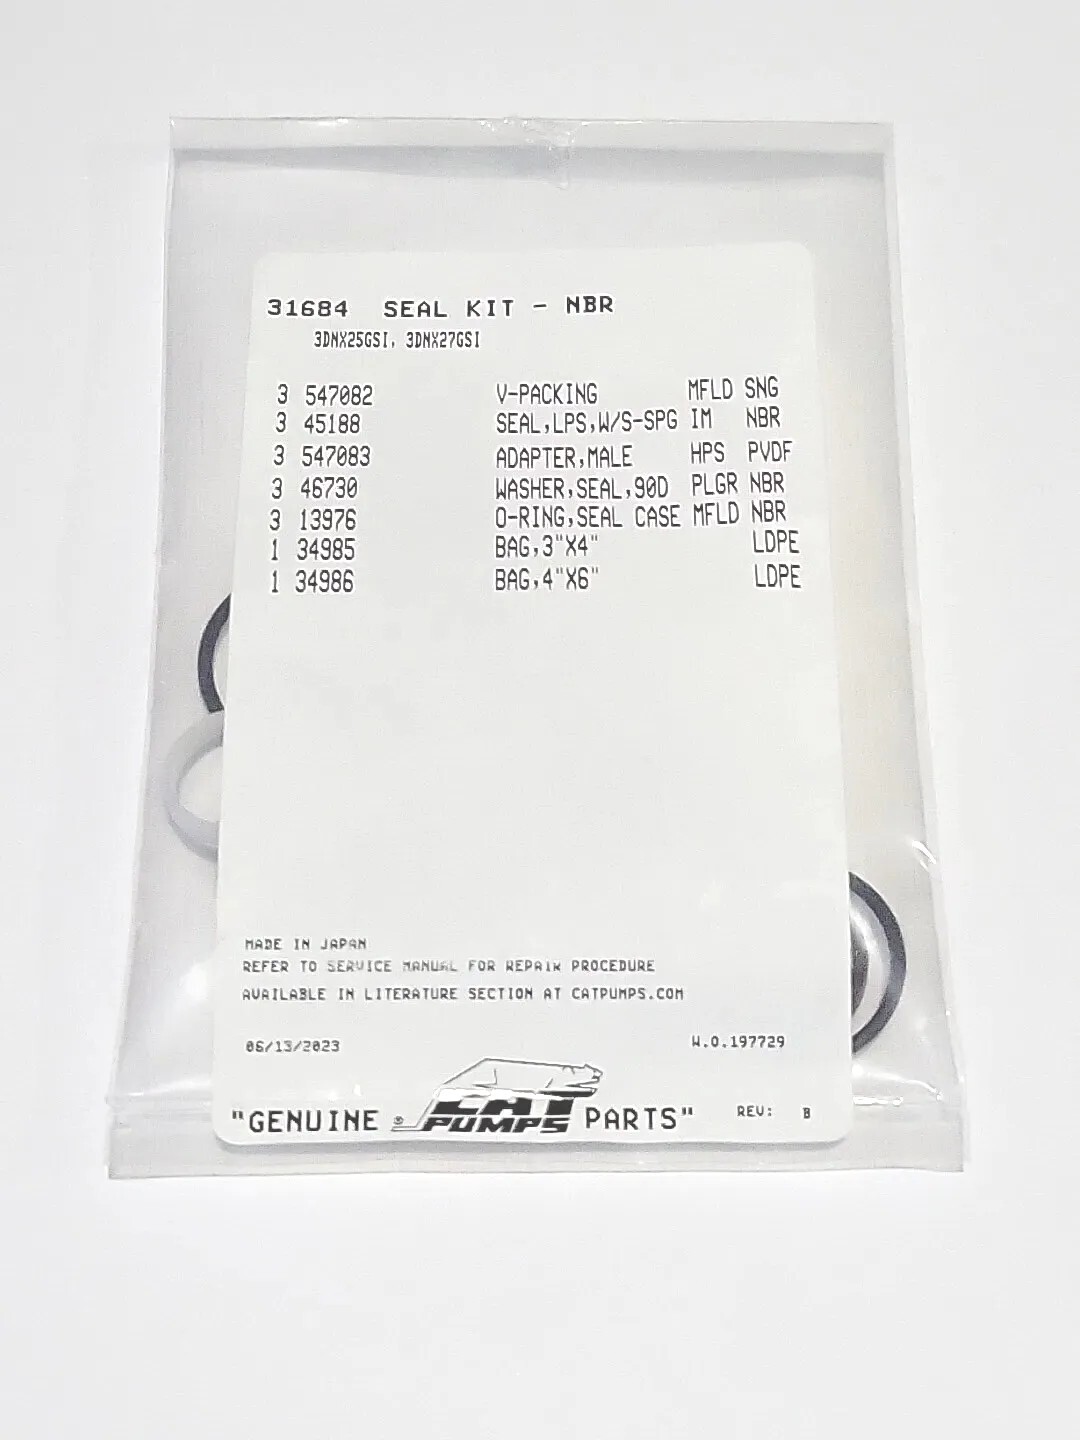 31684 SEAL KIT - NBR
3DNX25GSI, 3DNX27GSI
3 547082 V-PACKING MFLD SNG
3 45188 SEAL,LPS,W/S-SPG IM NBR
3 547083 ADAPTER,MALE HPS PVDF
3 46730 WASHER,SEAL,90D PLGR NBR
3 13976 O-RING,SEAL CASE MFLD NBR
1 34985 BAG,3"X4" LDPE
1 34986 BAG,4"X6" LDPE
MADE IN JAPAN
REFER TO SERVICE MANUAL FOR REPAIR PROCEDURE
AVAILABLE IN LITERATURE SECTION AT CATPUMPS.COM
06/13/2023 W.O.197729
"GENUINE ® CAT PUMPS PARTS" REV: B